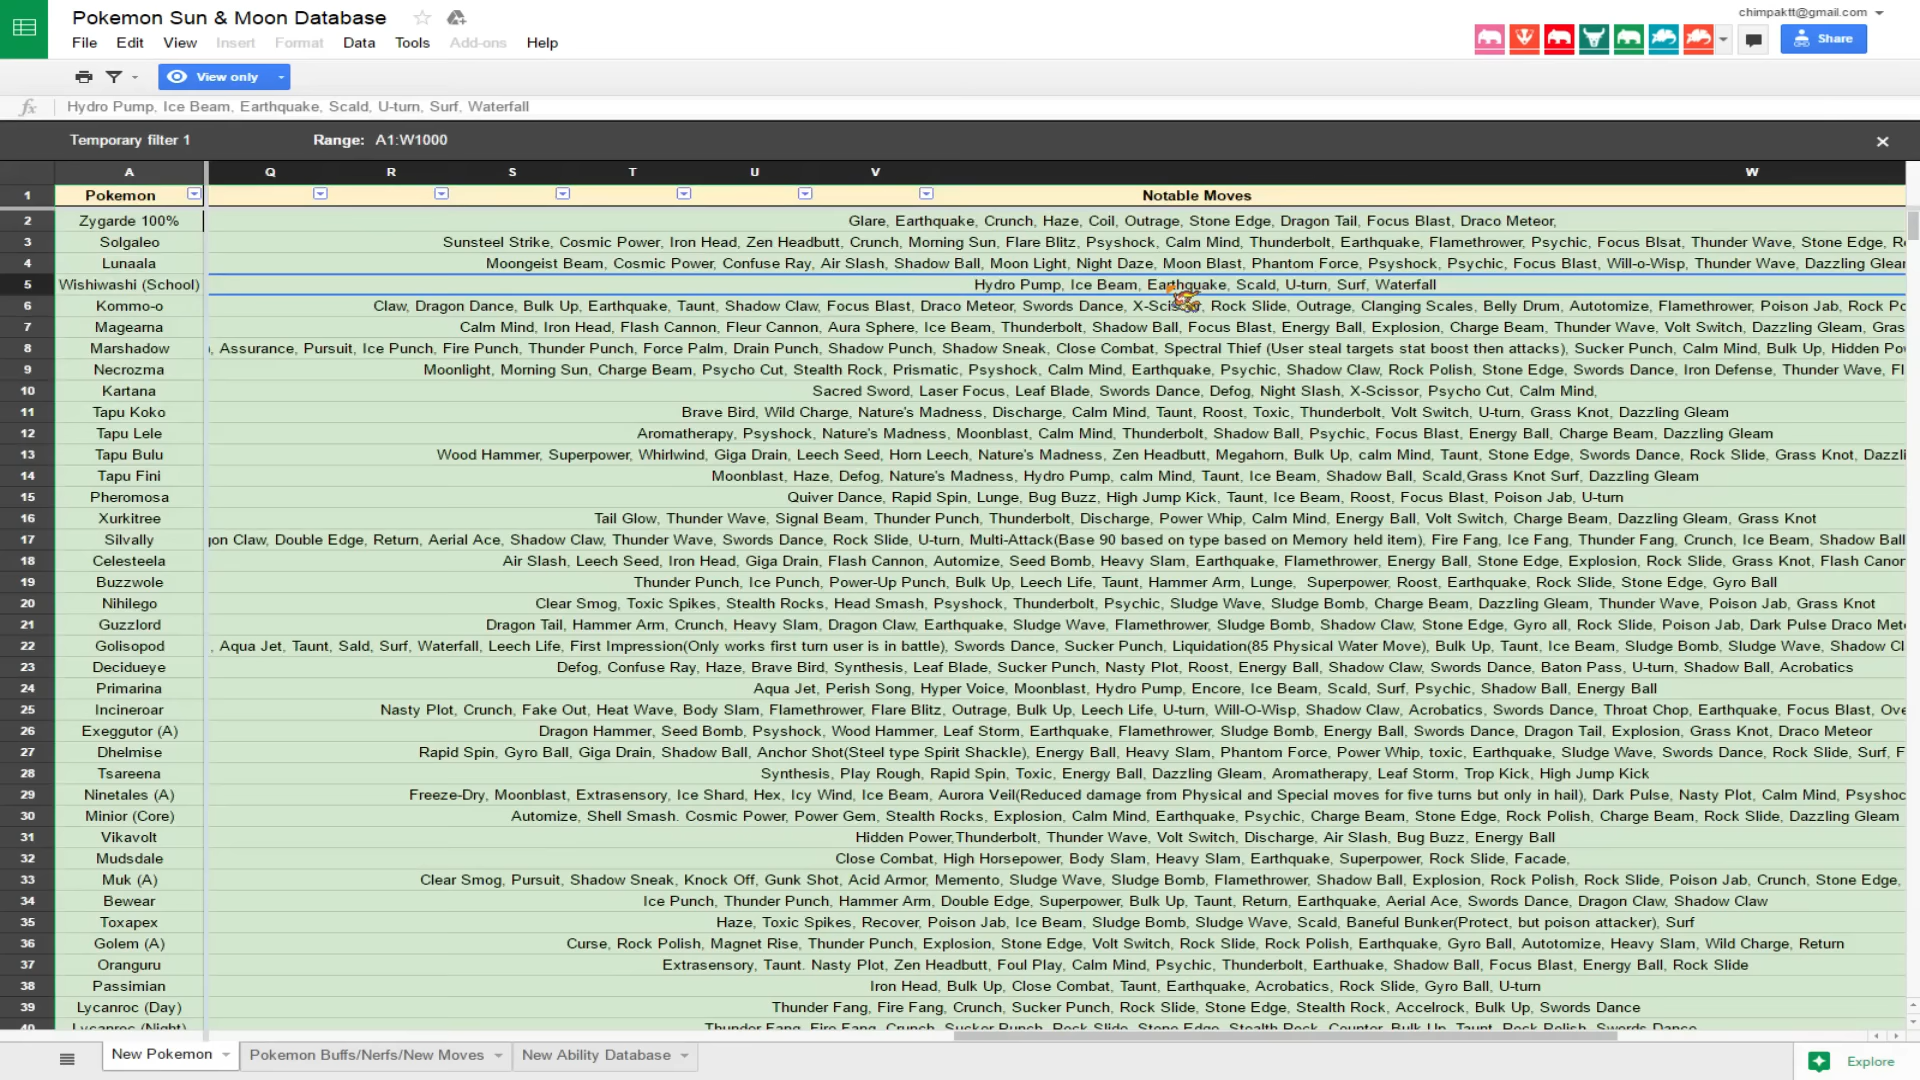 Pokemon Sun & Moon Database
chimpaktt@gmail.com
File Edit View Insert Format Data Tools Add-ons Help
Share
View only
fx Hydro Pump, Ice Beam, Earthquake, Scald, U-turn, Surf, Waterfall
Temporary filter 1 Range: A1:W1000
A Q R S T U V W
1 Pokemon Notable Moves
2 Zygarde 100% Glare, Earthquake, Crunch, Haze, Coil, Outrage, Stone Edge, Dragon Tail, Focus Blast, Draco Meteor,
3 Solgaleo Sunsteel Strike, Cosmic Power, Iron Head, Zen Headbutt, Crunch, Morning Sun, Flare Blitz, Psyshock, Calm Mind, Thunderbolt, Earthquake, Flamethrower, Psychic, Focus Blsat, Thunder Wave, Stone Edge,
4 Lunaala Moongeist Beam, Cosmic Power, Confuse Ray, Air Slash, Shadow Ball, Moon Light, Night Daze, Moon Blast, Phantom Force, Psyshock, Psychic, Focus Blast, Will-o-Wisp, Thunder Wave, Dazzling Glea
5 Wishiwashi (School) Hydro Pump, Ice Beam, Earthquake, Scald, U-turn, Surf, Waterfall
6 Kommo-o Claw, Dragon Dance, Bulk Up, Earthquake, Taunt, Shadow Claw, Focus Blast, Draco Meteor, Swords Dance, X-Scissor, Rock Slide, Outrage, Clanging Scales, Belly Drum, Autotomize, Flamethrower, Poison Jab, Rock Po
7 Magearna Calm Mind, Iron Head, Flash Cannon, Fleur Cannon, Aura Sphere, Ice Beam, Thunderbolt, Shadow Ball, Focus Blast, Energy Ball, Explosion, Charge Beam, Thunder Wave, Volt Switch, Dazzling Gleam, Gras
8 Marshadow ), Assurance, Pursuit, Ice Punch, Fire Punch, Thunder Punch, Force Palm, Drain Punch, Shadow Punch, Shadow Sneak, Close Combat, Spectral Thief (User steal targets stat boost then attacks), Sucker Punch, Calm Mind, Bulk Up, Hidden Po
9 Necrozma Moonlight, Morning Sun, Charge Beam, Psycho Cut, Stealth Rock, Prismatic, Psyshock, Calm Mind, Earthquake, Psychic, Shadow Claw, Rock Polish, Stone Edge, Swords Dance, Iron Defense, Thunder Wave, Fl
10 Kartana Sacred Sword, Laser Focus, Leaf Blade, Swords Dance, Defog, Night Slash, X-Scissor, Psycho Cut, Calm Mind,
11 Tapu Koko Brave Bird, Wild Charge, Nature's Madness, Discharge, Calm Mind, Taunt, Roost, Toxic, Thunderbolt, Volt Switch, U-turn, Grass Knot, Dazzling Gleam
12 Tapu Lele Aromatherapy, Psyshock, Nature's Madness, Moonblast, Calm Mind, Thunderbolt, Shadow Ball, Psychic, Focus Blast, Energy Ball, Charge Beam, Dazzling Gleam
13 Tapu Bulu Wood Hammer, Superpower, Whirlwind, Giga Drain, Leech Seed, Horn Leech, Nature's Madness, Zen Headbutt, Megahorn, Bulk Up, calm Mind, Taunt, Stone Edge, Swords Dance, Rock Slide, Grass Knot, Dazzli
14 Tapu Fini Moonblast, Haze, Defog, Nature's Madness, Hydro Pump, calm Mind, Taunt, Ice Beam, Shadow Ball, Scald,Grass Knot Surf, Dazzling Gleam
15 Pheromosa Quiver Dance, Rapid Spin, Lunge, Bug Buzz, High Jump Kick, Taunt, Ice Beam, Roost, Focus Blast, Poison Jab, U-turn
16 Xurkitree Tail Glow, Thunder Wave, Signal Beam, Thunder Punch, Thunderbolt, Discharge, Power Whip, Calm Mind, Energy Ball, Volt Switch, Charge Beam, Dazzling Gleam, Grass Knot
17 Silvally gon Claw, Double Edge, Return, Aerial Ace, Shadow Claw, Thunder Wave, Swords Dance, Rock Slide, U-turn, Multi-Attack(Base 90 based on type based on Memory held item), Fire Fang, Ice Fang, Thunder Fang, Crunch, Ice Beam, Shadow Ball
18 Celesteela Air Slash, Leech Seed, Iron Head, Giga Drain, Flash Cannon, Automize, Seed Bomb, Heavy Slam, Earthquake, Flamethrower, Energy Ball, Stone Edge, Explosion, Rock Slide, Grass Knot, Flash Canon
19 Buzzwole Thunder Punch, Ice Punch, Power-Up Punch, Bulk Up, Leech Life, Taunt, Hammer Arm, Lunge, Superpower, Roost, Earthquake, Rock Slide, Stone Edge, Gyro Ball
20 Nihilego Clear Smog, Toxic Spikes, Stealth Rocks, Head Smash, Psyshock, Thunderbolt, Psychic, Sludge Wave, Sludge Bomb, Charge Beam, Dazzling Gleam, Thunder Wave, Poison Jab, Grass Knot
21 Guzzlord Dragon Tail, Hammer Arm, Crunch, Heavy Slam, Dragon Claw, Earthquake, Sludge Wave, Flamethrower, Sludge Bomb, Shadow Claw, Stone Edge, Gyro all, Rock Slide, Poison Jab, Dark Pulse Draco Mete
22 Golisopod , Aqua Jet, Taunt, Sald, Surf, Waterfall, Leech Life, First Impression(Only works first turn user is in battle), Swords Dance, Sucker Punch, Liquidation(85 Physical Water Move), Bulk Up, Taunt, Ice Beam, Sludge Bomb, Sludge Wave, Shadow Cl
23 Decidueye Defog, Confuse Ray, Haze, Brave Bird, Synthesis, Leaf Blade, Sucker Punch, Nasty Plot, Roost, Energy Ball, Shadow Claw, Swords Dance, Baton Pass, U-turn, Shadow Ball, Acrobatics
24 Primarina Aqua Jet, Perish Song, Hyper Voice, Moonblast, Hydro Pump, Encore, Ice Beam, Scald, Surf, Psychic, Shadow Ball, Energy Ball
25 Incineroar Nasty Plot, Crunch, Fake Out, Heat Wave, Body Slam, Flamethrower, Flare Blitz, Outrage, Bulk Up, Leech Life, U-turn, Will-O-Wisp, Shadow Claw, Acrobatics, Swords Dance, Throat Chop, Earthquake, Focus Blast, Ove
26 Exeggutor (A) Dragon Hammer, Seed Bomb, Psyshock, Wood Hammer, Leaf Storm, Earthquake, Flamethrower, Sludge Bomb, Energy Ball, Swords Dance, Dragon Tail, Explosion, Grass Knot, Draco Meteor
27 Dhelmise Rapid Spin, Gyro Ball, Giga Drain, Shadow Ball, Anchor Shot(Steel type Spirit Shackle), Energy Ball, Heavy Slam, Phantom Force, Power Whip, toxic, Earthquake, Sludge Wave, Swords Dance, Rock Slide, Surf, F
28 Tsareena Synthesis, Play Rough, Rapid Spin, Toxic, Energy Ball, Dazzling Gleam, Aromatherapy, Leaf Storm, Trop Kick, High Jump Kick
29 Ninetales (A) Freeze-Dry, Moonblast, Extrasensory, Ice Shard, Hex, Icy Wind, Ice Beam, Aurora Veil(Reduced damage from Physical and Special moves for five turns but only in hail), Dark Pulse, Nasty Plot, Calm Mind, Psyshoc
30 Minior (Core) Automize, Shell Smash. Cosmic Power, Power Gem, Stealth Rocks, Explosion, Calm Mind, Earthquake, Psychic, Charge Beam, Stone Edge, Rock Polish, Charge Beam, Rock Slide, Dazzling Gleam
31 Vikavolt Hidden Power,Thunderbolt, Thunder Wave, Volt Switch, Discharge, Air Slash, Bug Buzz, Energy Ball
32 Mudsdale Close Combat, High Horsepower, Body Slam, Heavy Slam, Earthquake, Superpower, Rock Slide, Facade,
33 Muk (A) Clear Smog, Pursuit, Shadow Sneak, Knock Off, Gunk Shot, Acid Armor, Memento, Sludge Wave, Sludge Bomb, Flamethrower, Shadow Ball, Explosion, Rock Polish, Rock Slide, Poison Jab, Crunch, Stone Edge,
34 Bewear Ice Punch, Thunder Punch, Hammer Arm, Double Edge, Superpower, Bulk Up, Taunt, Return, Earthquake, Aerial Ace, Swords Dance, Dragon Claw, Shadow Claw
35 Toxapex Haze, Toxic Spikes, Recover, Poison Jab, Ice Beam, Sludge Bomb, Sludge Wave, Scald, Baneful Bunker(Protect, but poison attacker), Surf
36 Golem (A) Curse, Rock Polish, Magnet Rise, Thunder Punch, Explosion, Stone Edge, Volt Switch, Rock Slide, Rock Polish, Earthquake, Gyro Ball, Autotomize, Heavy Slam, Wild Charge, Return
37 Oranguru Extrasensory, Taunt. Nasty Plot, Zen Headbutt, Foul Play, Calm Mind, Psychic, Thunderbolt, Earthuake, Shadow Ball, Focus Blast, Energy Ball, Rock Slide
38 Passimian Iron Head, Bulk Up, Close Combat, Taunt, Earthquake, Acrobatics, Rock Slide, Gyro Ball, U-turn
39 Lycanroc (Day) Thunder Fang, Fire Fang, Crunch, Sucker Punch, Rock Slide, Stone Edge, Stealth Rock, Accelrock, Bulk Up, Swords Dance
40 Lycanroc (Night) Thunder Fang, Fire Fang, Crunch, Sucker Punch, Rock Slide, Stone Edge, Stealth Rock, Counter, Bulk Up, Taunt, Rock Polish, Swords Dance
New Pokemon Pokemon Buffs/Nerfs/New Moves New Ability Database
Explore